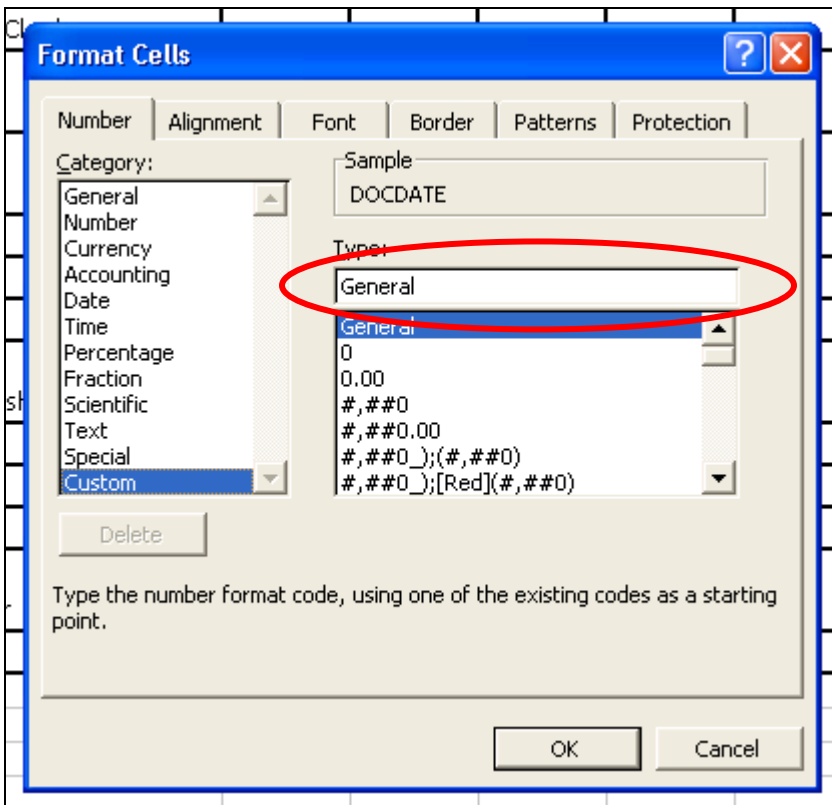 Cl
Format Cells
Number Alignment Font Border Patterns Protection
Category:
General
Number
Currency
Accounting
Date
Time
Percentage
Fraction
Scientific
Text
Special
Custom
Delete
Sample
DOCDATE
Type:
General
General
0
0.00
#,##0
#,##0.00
#,##0_);(#,##0)
#,##0_);[Red](#,##0)
sh
Type the number format code, using one of the existing codes as a starting
point.
OK Cancel